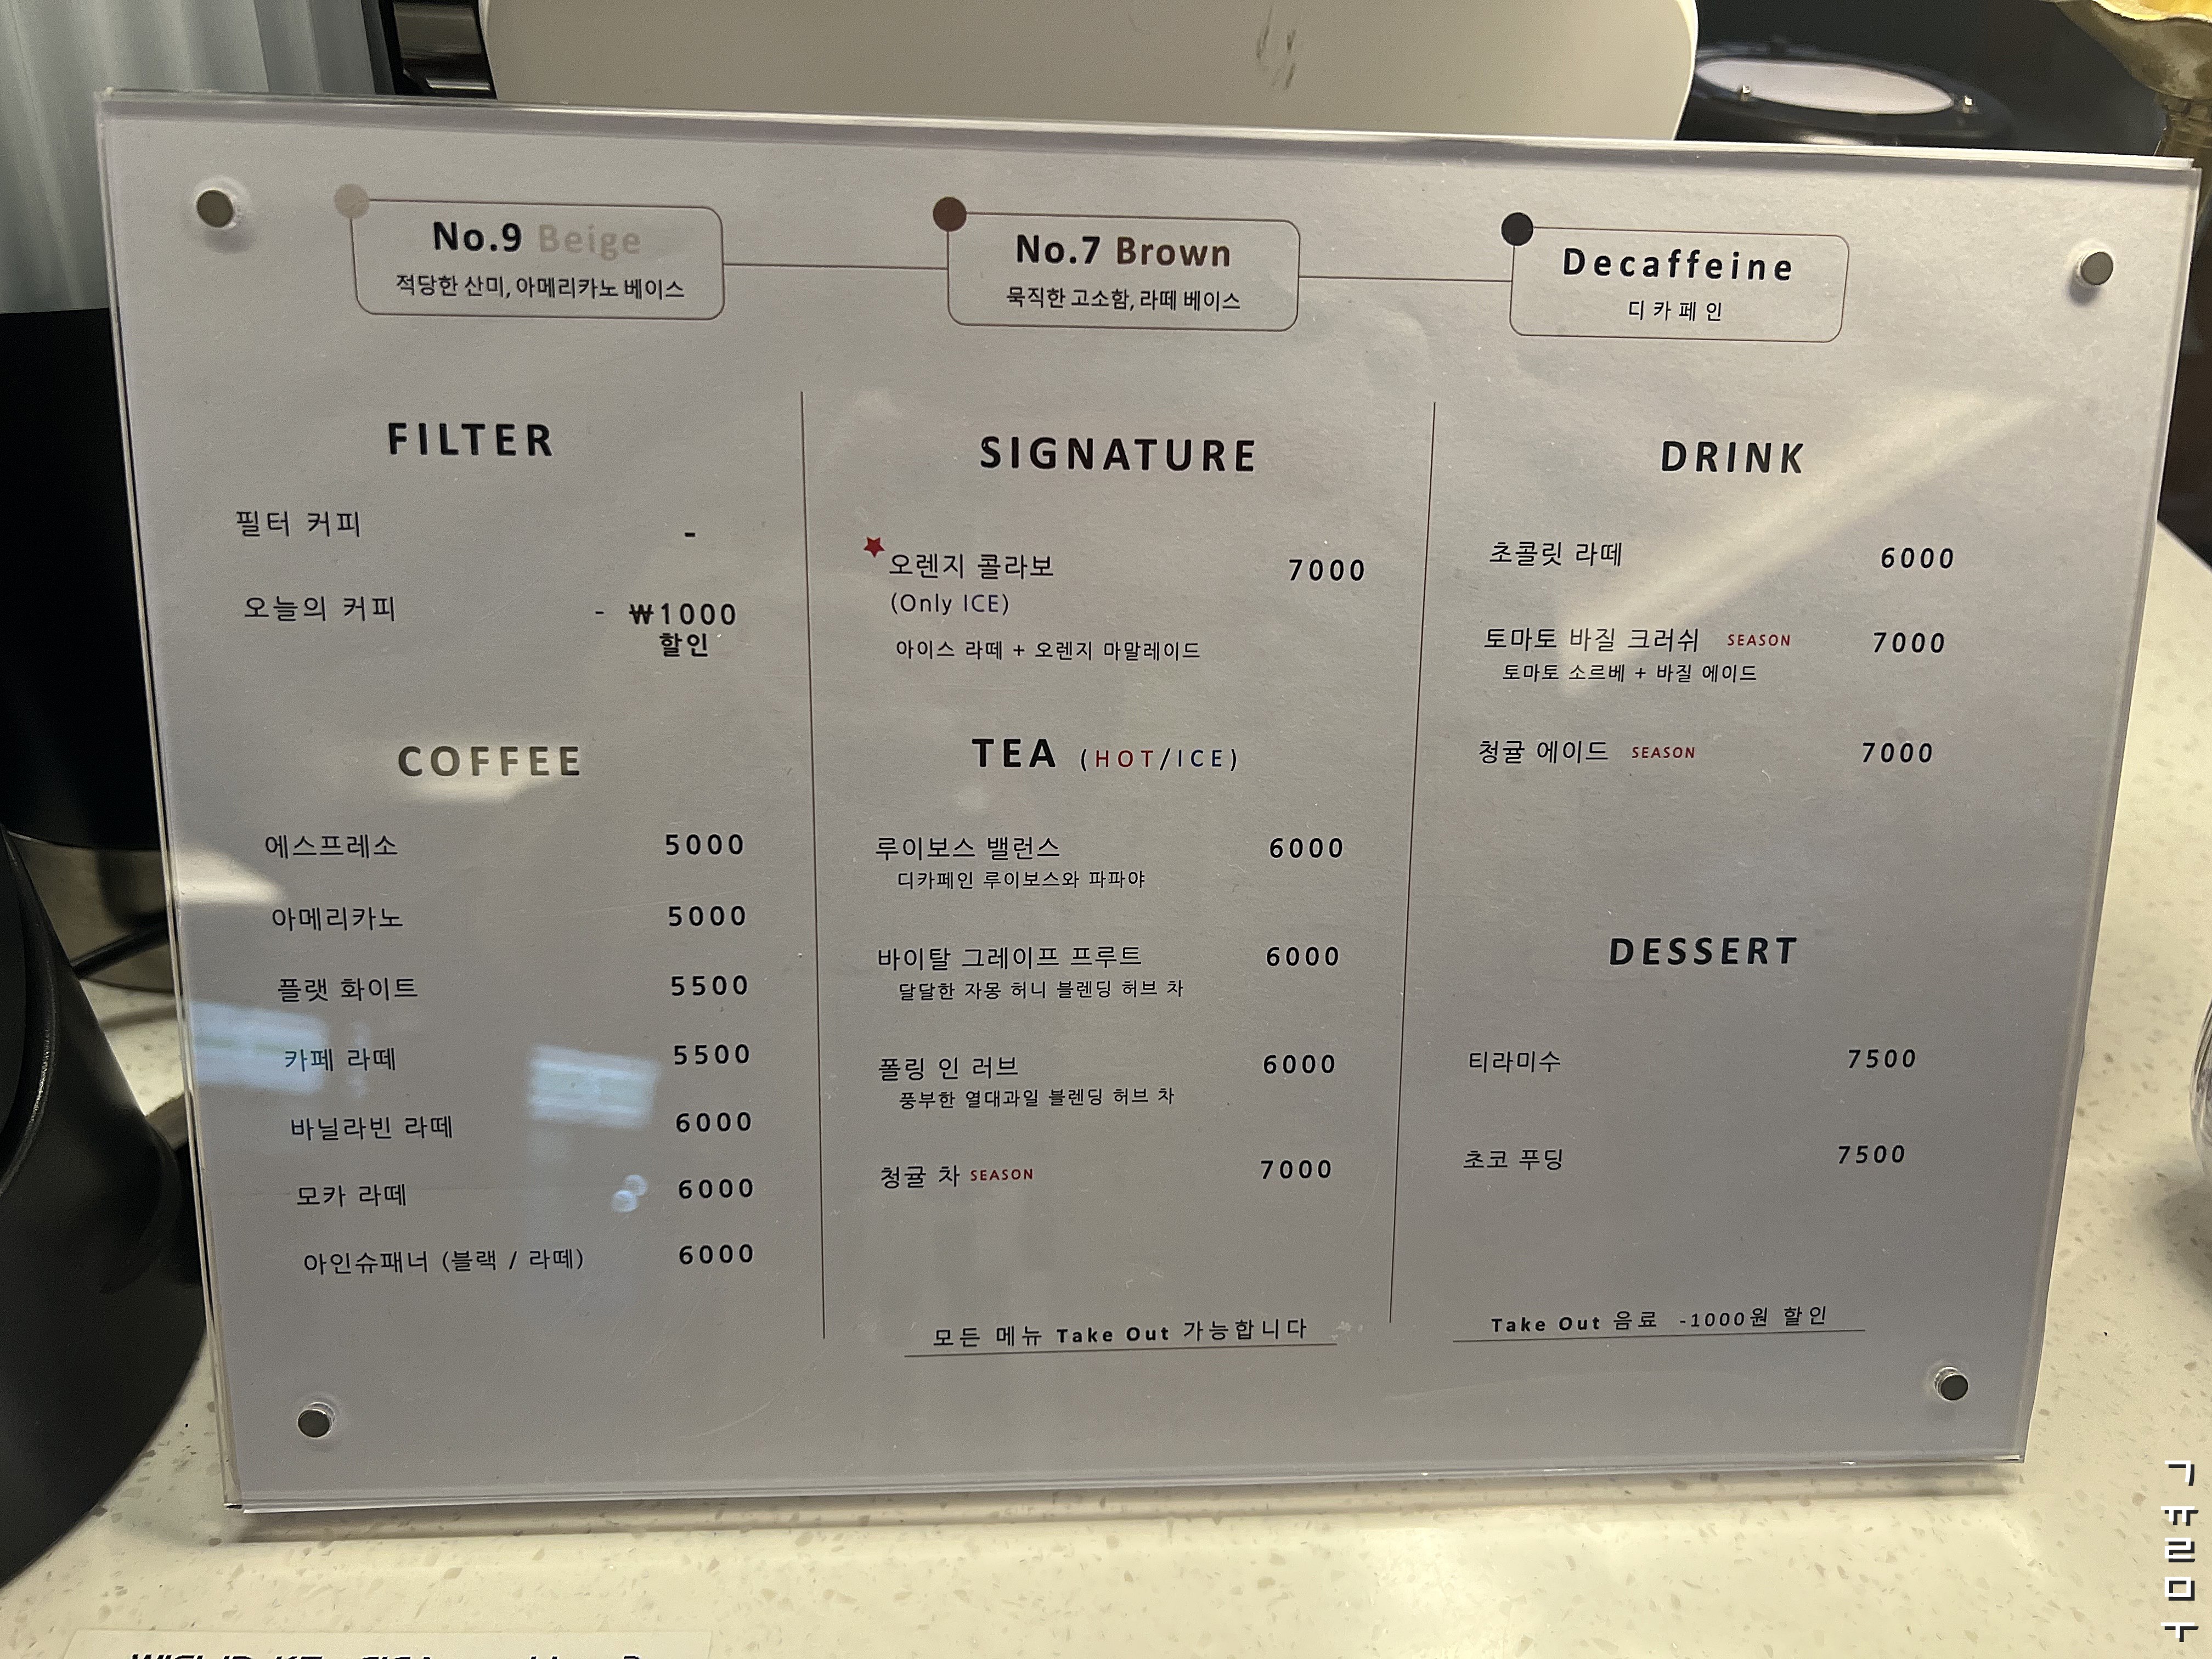 No.9 Beige
적당한 산미, 아메리카노 베이스
No.7 Brown
묵직한 고소함, 라떼 베이스
Decaffeine
디카페인
FILTER
필터 커피 -
오늘의 커피 - ₩1000
할인
COFFEE
에스프레소 5000
아메리카노 5000
플랫 화이트 5500
카페 라떼 5500
바닐라빈 라떼 6000
모카 라떼 6000
아인슈패너 (블랙 / 라떼) 6000
SIGNATURE
오렌지 콜라보 7000
(Only ICE)
아이스 라떼 + 오렌지 마말레이드
TEA (HOT/ICE)
루이보스 밸런스 6000
디카페인 루이보스와 파파야
바이탈 그레이프 프루트 6000
달달한 자몽 허니 블렌딩 허브 차
폴링 인 러브 6000
풍부한 열대과일 블렌딩 허브 차
청귤 차 SEASON 7000
모든 메뉴 Take Out 가능합니다
DRINK
초콜릿 라떼 6000
토마토 바질 크러쉬 SEASON 7000
토마토 소르베 + 바질 에이드
청귤 에이드 SEASON 7000
DESSERT
티라미수 7500
초코 푸딩 7500
Take Out 음료 -1000원 할인
ㄱㅠㄹㅁㅜ